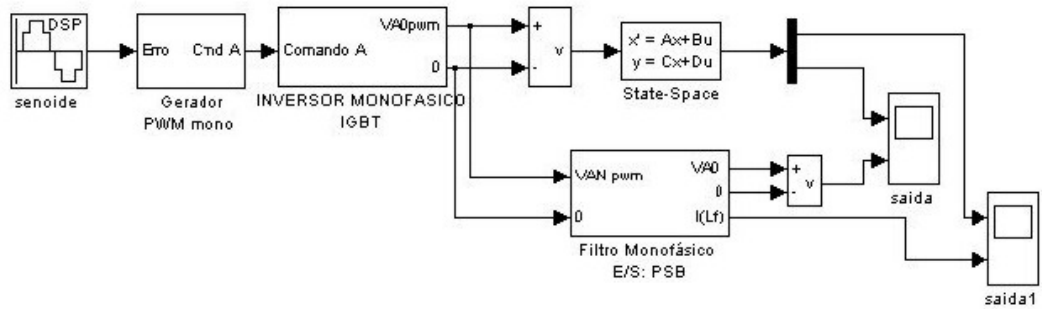 DSP
senoide
Erro
Cmd A
Gerador
PWM mono
Comando A
VA0pwm
0
INVERSOR MONOFASICO
IGBT
+
-
v
x' = Ax+Bu
y = Cx+Du
State-Space
VAN pwm
0
VA0
0
I(Lf)
Filtro Monofásico
E/S: PSB
+
-
v
saida
saida1